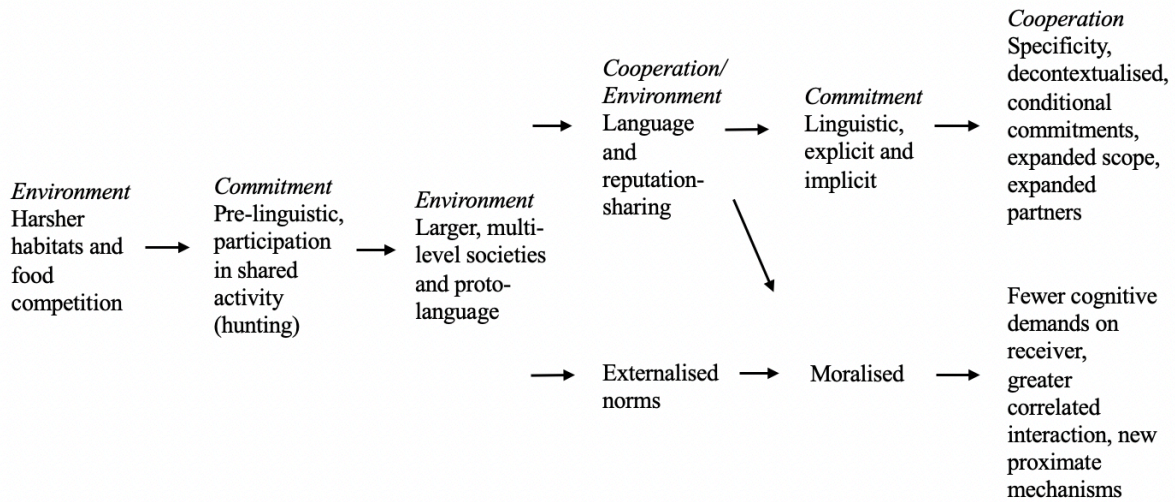 Environment
Harsher
habitats and
food
competition
Commitment
Pre-linguistic,
participation
in shared
activity
(hunting)
Environment
Larger, multi-
level societies
and proto-
language
Cooperation/
Environment
Language
and
reputation-
sharing
Commitment
Linguistic,
explicit and
implicit
Cooperation
Specificity,
decontextualised,
conditional
commitments,
expanded scope,
expanded
partners
Externalised
norms
Moralised
Fewer cognitive
demands on
receiver,
greater
correlated
interaction, new
proximate
mechanisms